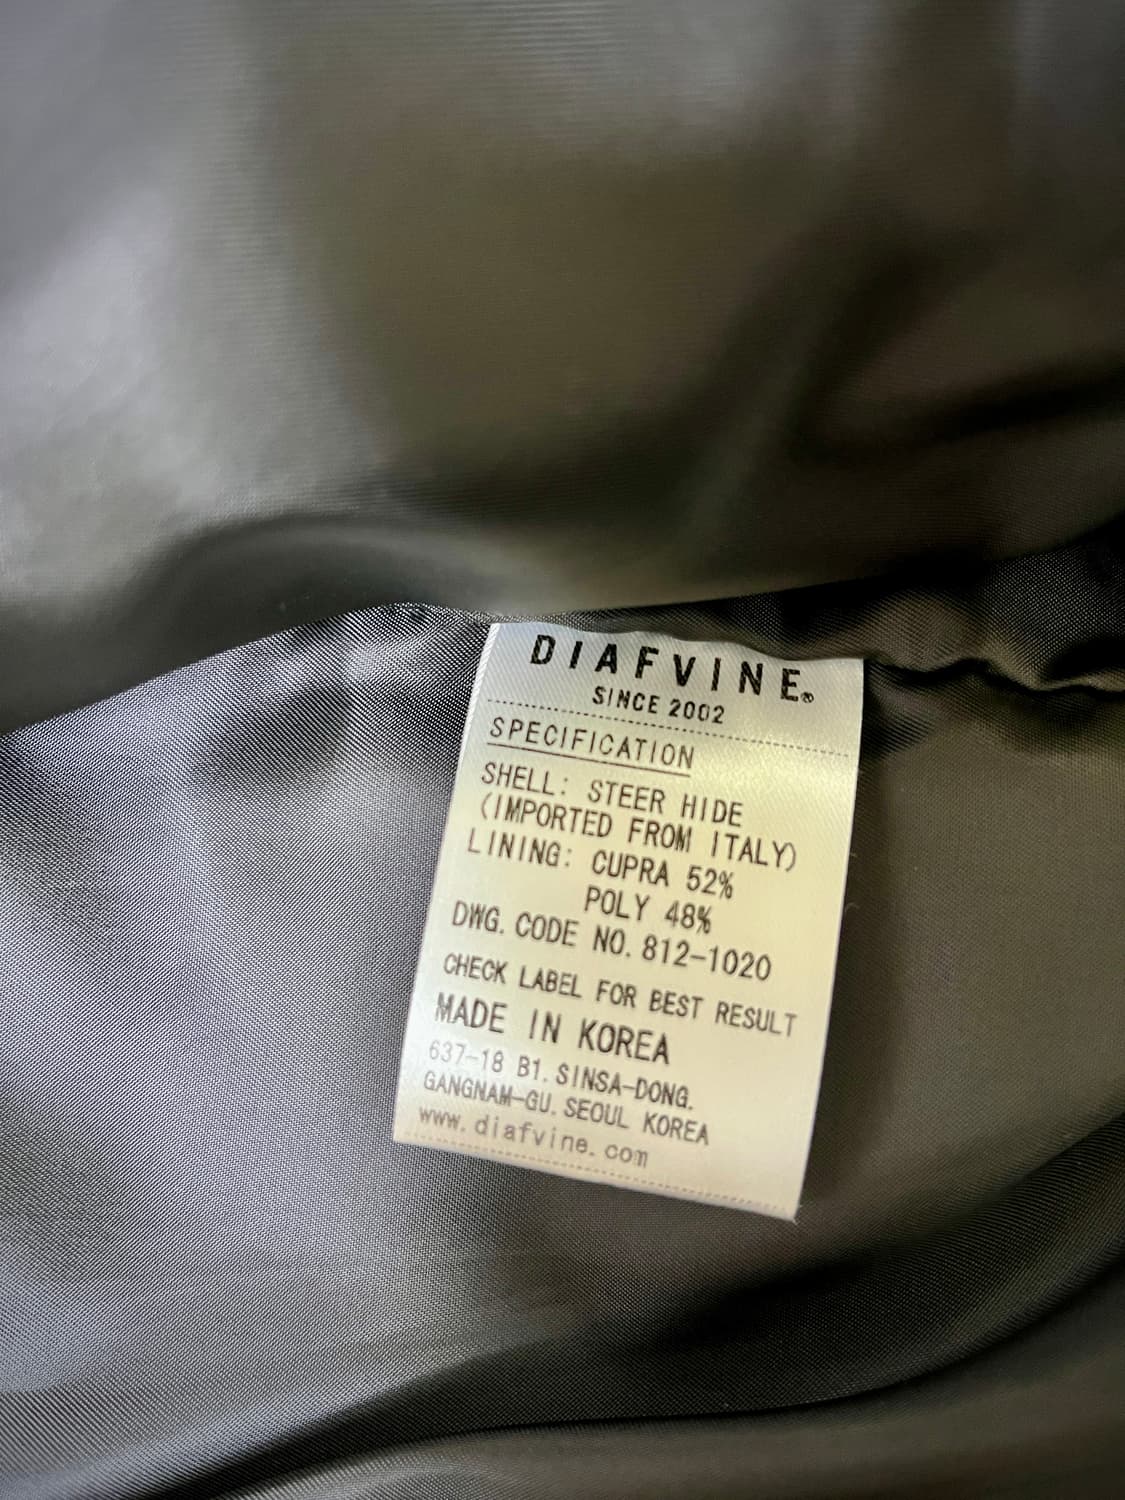 DIAFVINE®
SINCE 2002
SPECIFICATION
SHELL: STEER HIDE
(IMPORTED FROM ITALY)
LINING: CUPRA 52%
POLY 48%
DWG. CODE NO. 812-1020
CHECK LABEL FOR BEST RESULT
MADE IN KOREA
637-18 B1. SINSA-DONG.
GANGNAM-GU. SEOUL KOREA
www.diafvine.com